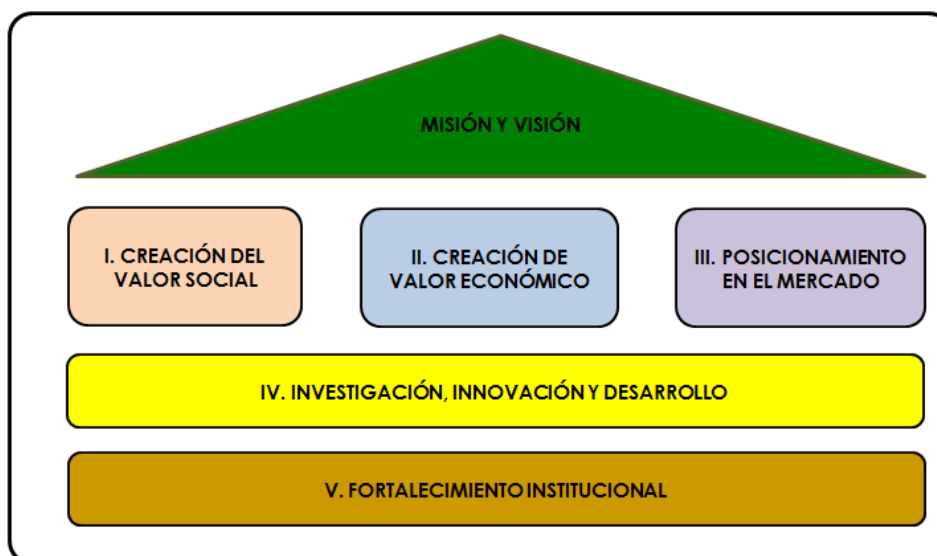 MISIÓN Y VISIÓN
I. CREACIÓN DEL
VALOR SOCIAL
II. CREACIÓN DE
VALOR ECONÓMICO
III. POSICIONAMIENTO
EN EL MERCADO
IV. INVESTIGACIÓN, INNOVACIÓN Y DESARROLLO
V. FORTALECIMIENTO INSTITUCIONAL